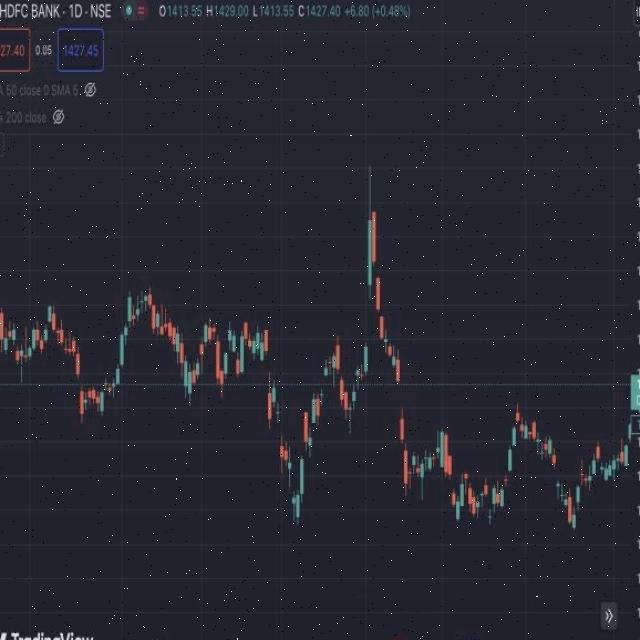 HDFC BANK · 1D · NSE O1413.55 H1429.00 L1413.55 C1427.40 +6.80 (+0.48%)
27.40 0.05 1427.45
A 50 close 0 SMA 5
200 close
TradingView